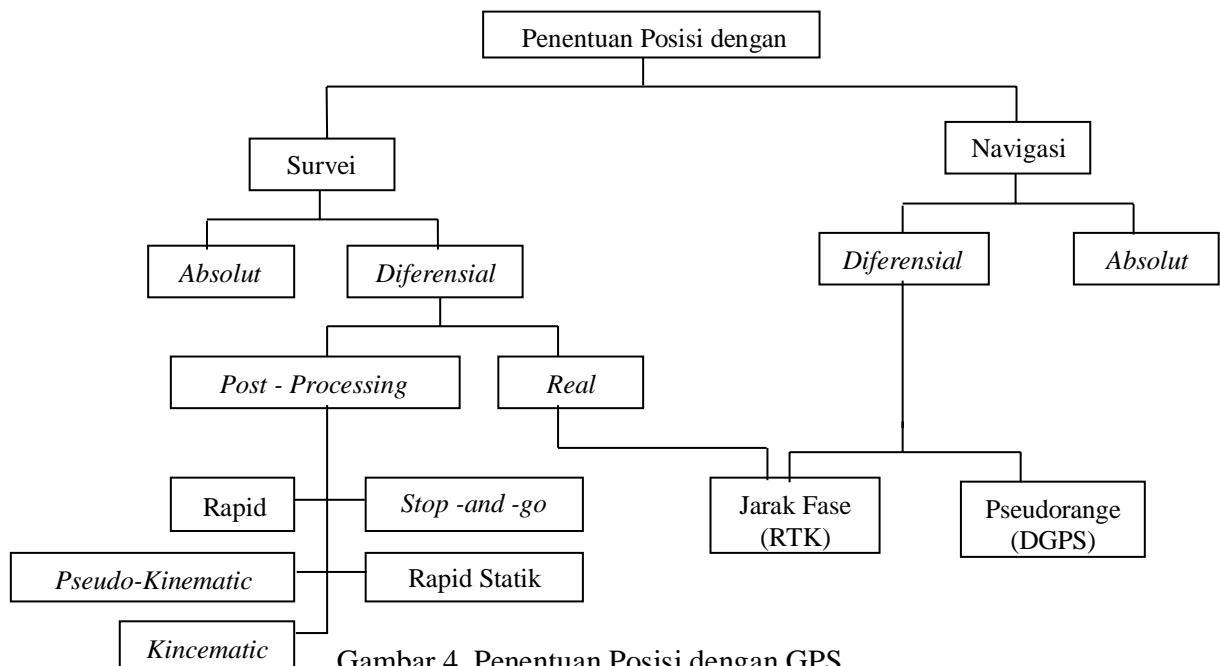 Penentuan Posisi dengan
Survei
Navigasi
Absolut
Diferensial
Diferensial
Absolut
Post - Processing
Real
Rapid
Stop -and -go
Jarak Fase
(RTK)
Pseudorange
(DGPS)
Pseudo-Kinematic
Rapid Statik
Kincematic
Gambar 4. Penentuan Posisi dengan GPS